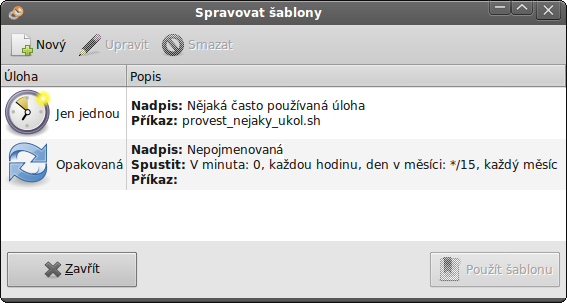 Spravovat šablony
Nový Upravit Smazat
Úloha Popis
Jen jednou
Nadpis: Nějaká často používaná úloha
Příkaz: provest_nejaky_ukol.sh
Opakovaná
Nadpis: Nepojmenovaná
Spustit: V minuta: 0, každou hodinu, den v měsíci: */15, každý měsíc
Příkaz:
Zavřít Použít šablonu